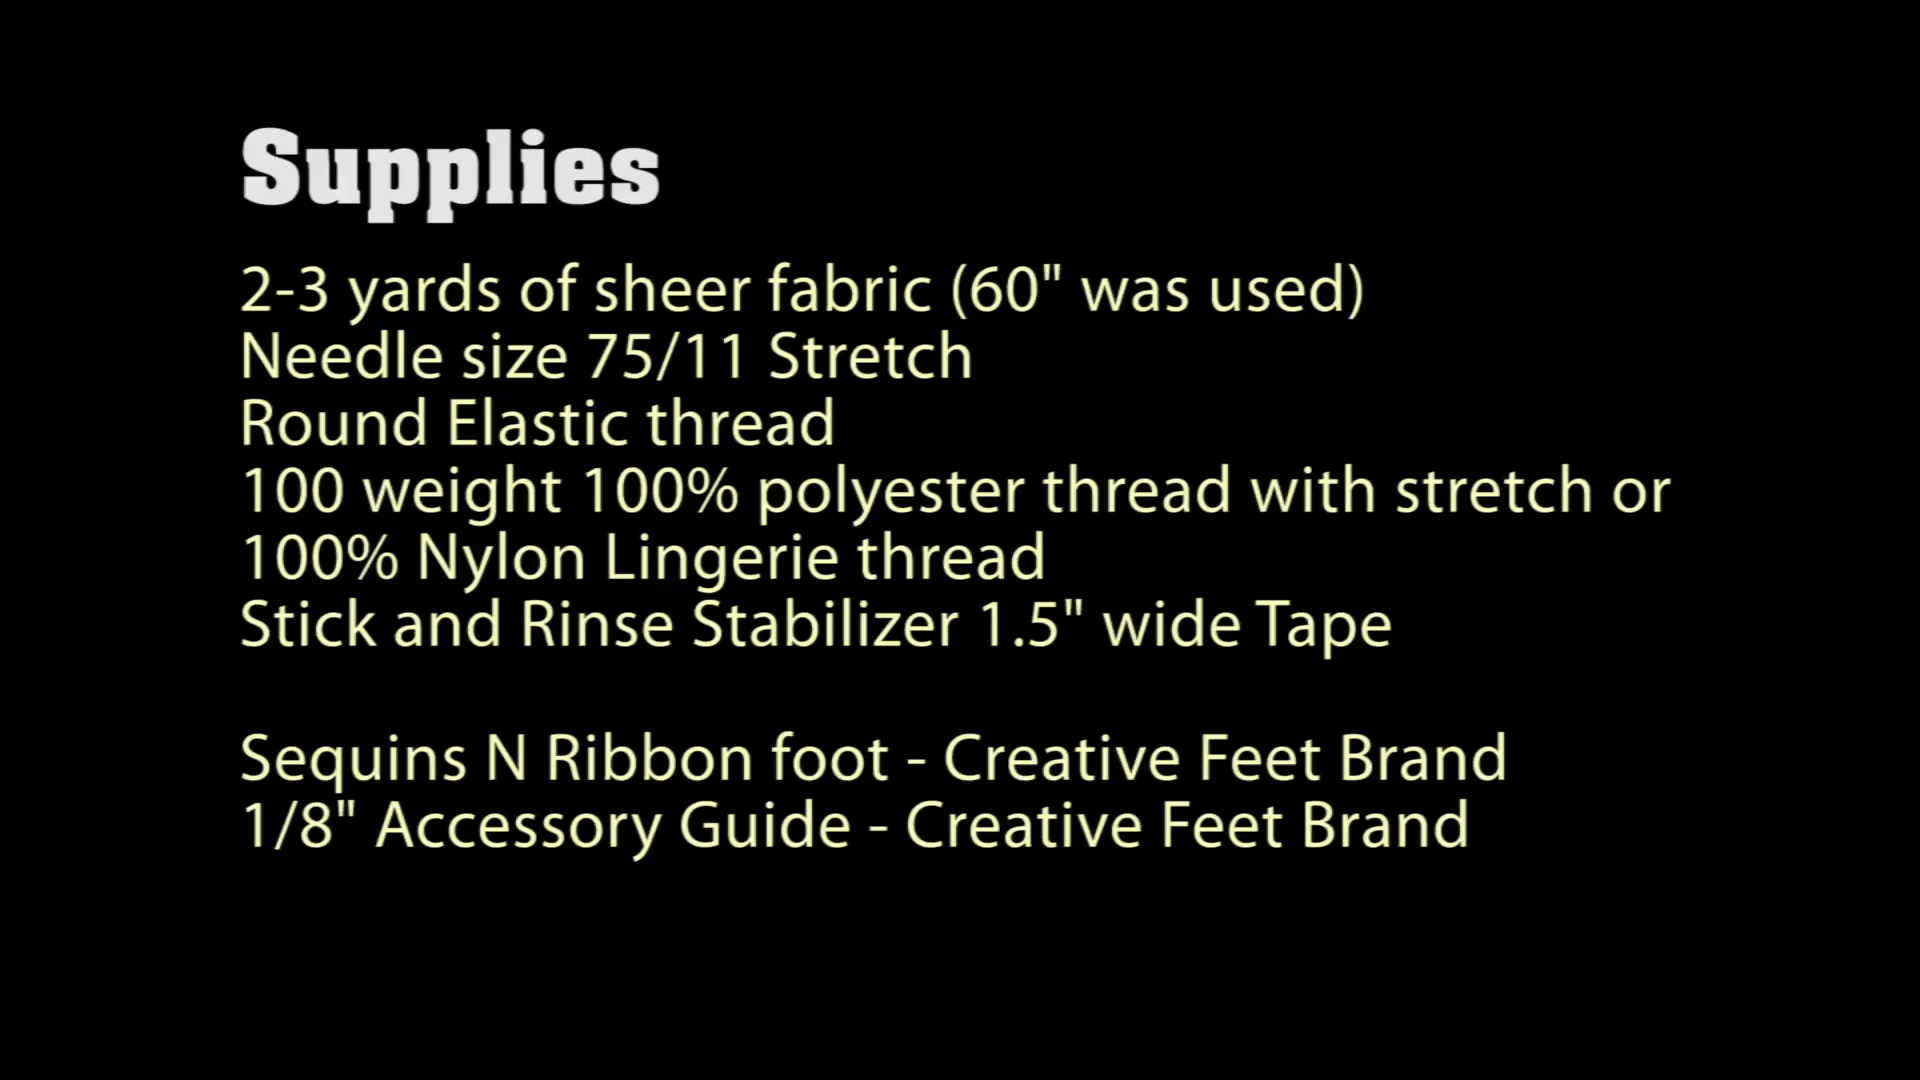 Supplies
2-3 yards of sheer fabric (60" was used)
Needle size 75/11 Stretch
Round Elastic thread
100 weight 100% polyester thread with stretch or
100% Nylon Lingerie thread
Stick and Rinse Stabilizer 1.5" wide Tape
Sequins N Ribbon foot - Creative Feet Brand
1/8" Accessory Guide - Creative Feet Brand